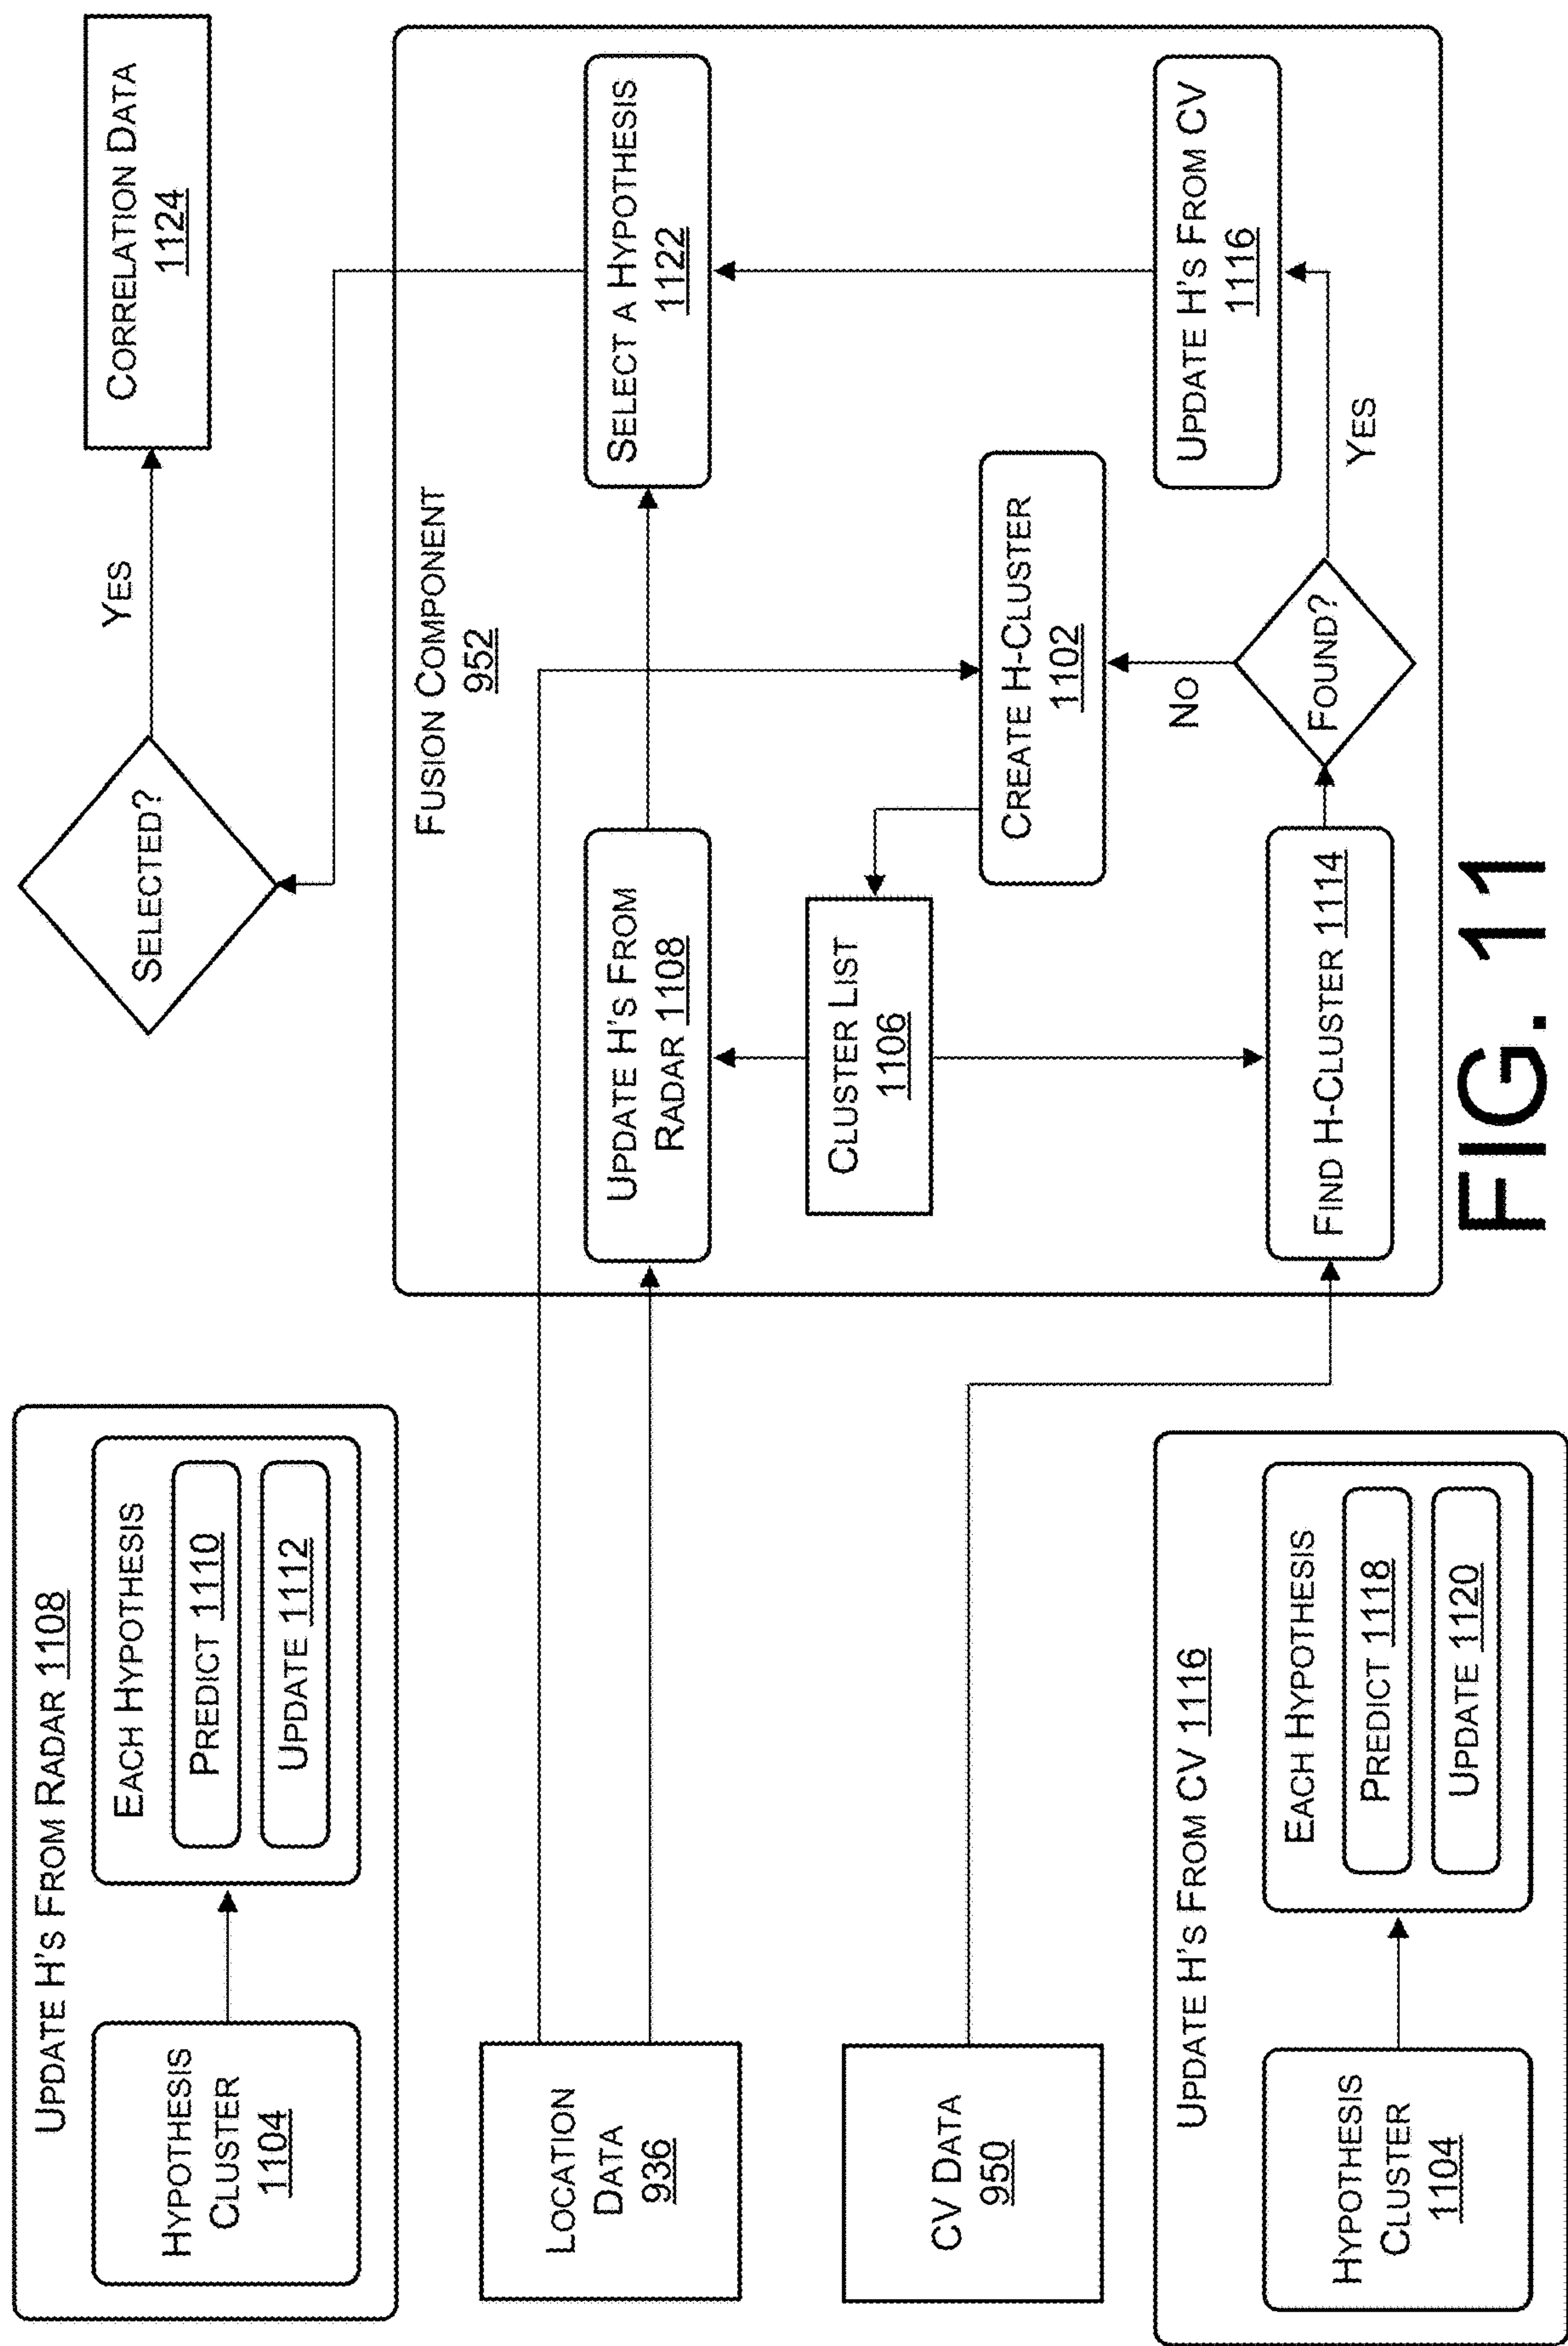 UPDATE H'S FROM RADAR 1108
HYPOTHESIS
CLUSTER
1104
EACH HYPOTHESIS
PREDICT 1110
UPDATE 1112
SELECTED?
YES
CORRELATION DATA
1124
LOCATION
DATA
936
CV DATA
950
FUSION COMPONENT
952
UPDATE H'S FROM
RADAR 1108
SELECT A HYPOTHESIS
1122
CLUSTER LIST
1106
CREATE H-CLUSTER
1102
NO
FIND H-CLUSTER 1114
FOUND?
YES
UPDATE H'S FROM CV
1116
UPDATE H'S FROM CV 1116
HYPOTHESIS
CLUSTER
1104
EACH HYPOTHESIS
PREDICT 1118
UPDATE 1120
FIG. 11